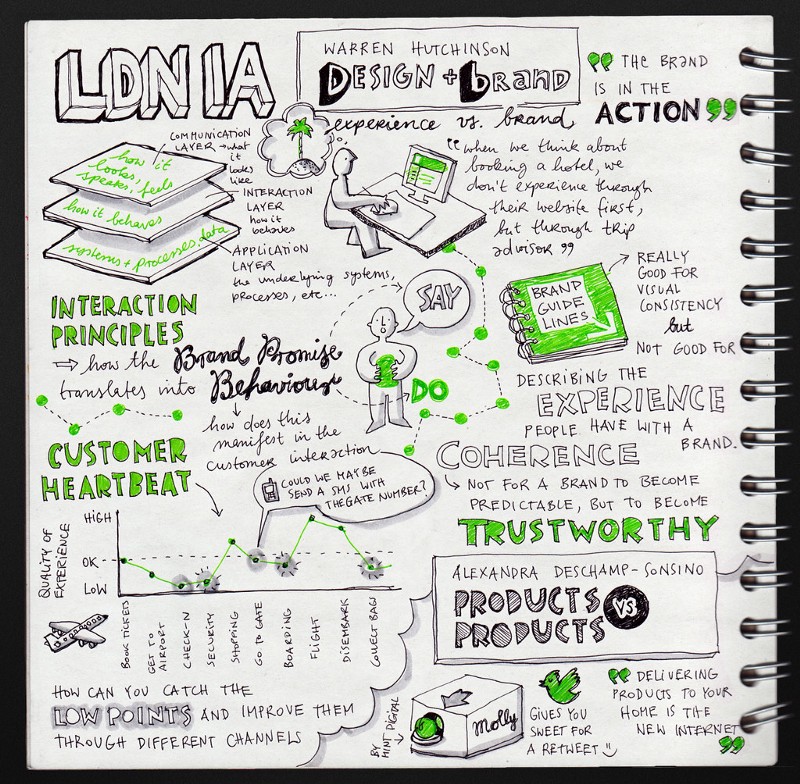 LDN IA
WARREN HUTCHINSON
DESIGN + brand
experience vs. brand
"THE BRAND
IS IN THE
ACTION"
COMMUNICATION
LAYER → what
it
looks
like
how it
looks,
speaks, feels
INTERACTION
LAYER
how it
behaves
how it behaves
systems + processes, data
APPLICATION
LAYER
the underlying systems,
processes, etc...
"when we think about
booking a hotel, we
don't experience through
their website first,
but through trip
advisor"
INTERACTION
PRINCIPLES
⇒ how the Brand Promise
translates into Behaviour
how does this
manifest in the
customer interaction
SAY
DO
BRAND
GUIDE
LINES
REALLY
GOOD FOR
VISUAL
CONSISTENCY
but
NOT GOOD FOR
DESCRIBING THE
EXPERIENCE
PEOPLE HAVE WITH A
BRAND.
COHERENCE
↳ NOT FOR A BRAND TO BECOME
PREDICTABLE, BUT TO BECOME
TRUSTWORTHY
CUSTOMER
HEARTBEAT
COULD WE MAYBE
SEND A SMS WITH
THE GATE NUMBER?
QUALITY OF
EXPERIENCE
HIGH
OK
LOW
BOOK TICKETS
GET TO
AIRPORT
CHECK-IN
SECURITY
SHOPPING
GO TO GATE
BOARDING
FLIGHT
DISEMBARK
COLLECT BAGS
HOW CAN YOU CATCH THE
LOW POINTS AND IMPROVE THEM
THROUGH DIFFERENT CHANNELS
ALEXANDRA DESCHAMP-SONSINO
PRODUCTS VS
PRODUCTS
BY
MINT DIGITAL
Molly
GIVES YOU
SWEET FOR
A RETWEET
"DELIVERING
PRODUCTS TO YOUR
HOME IS THE
NEW INTERNET"